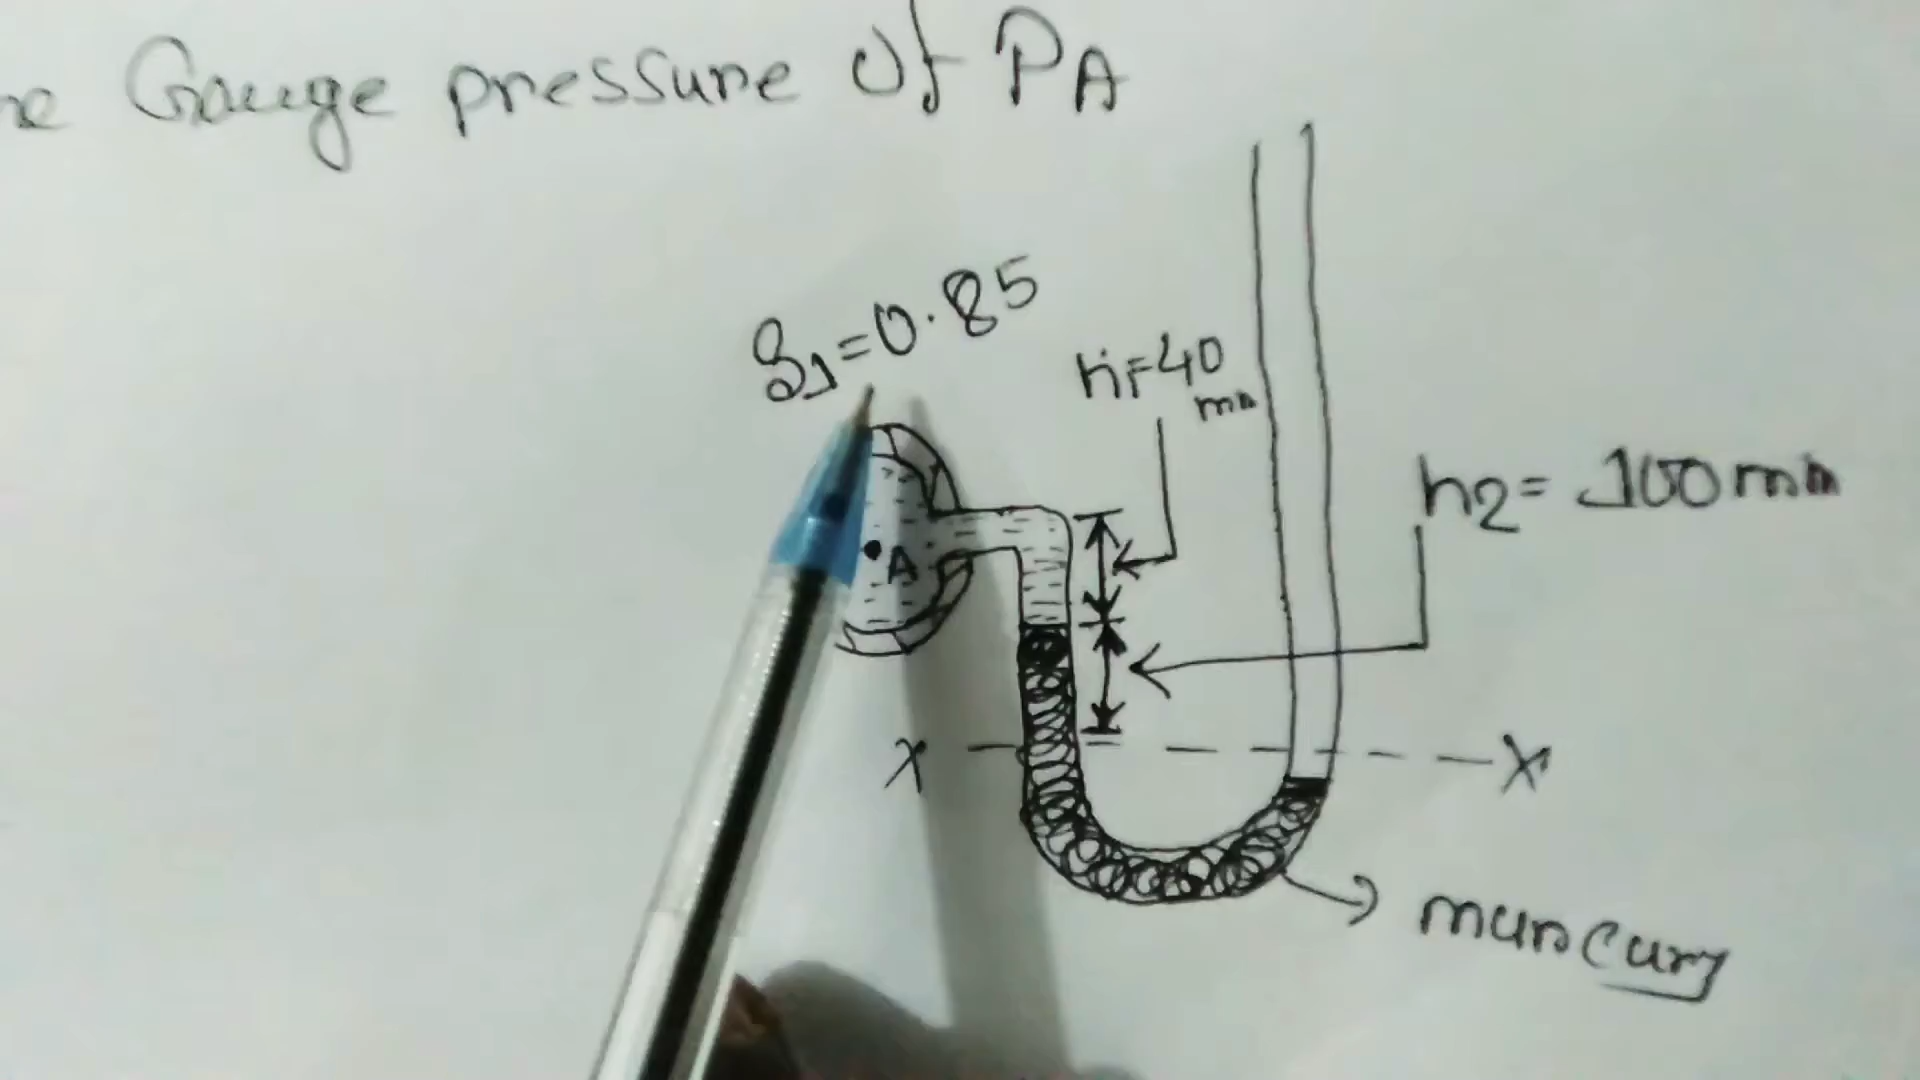 Gauge pressure of PA
S1=0.85
h1=40
mm
h2= 100mm
A
X X
mercury